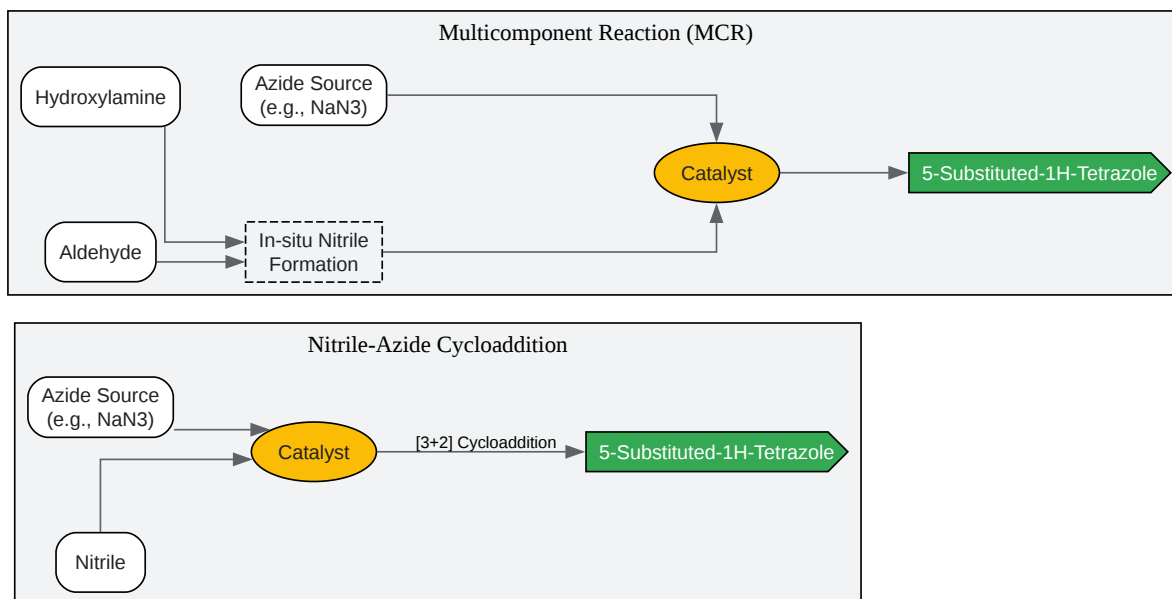 Multicomponent Reaction (MCR)
Hydroxylamine
Azide Source
(e.g., NaN3)
Catalyst
5-Substituted-1H-Tetrazole
Aldehyde
In-situ Nitrile
Formation
Nitrile-Azide Cycloaddition
Azide Source
(e.g., NaN3)
Catalyst
[3+2] Cycloaddition
5-Substituted-1H-Tetrazole
Nitrile